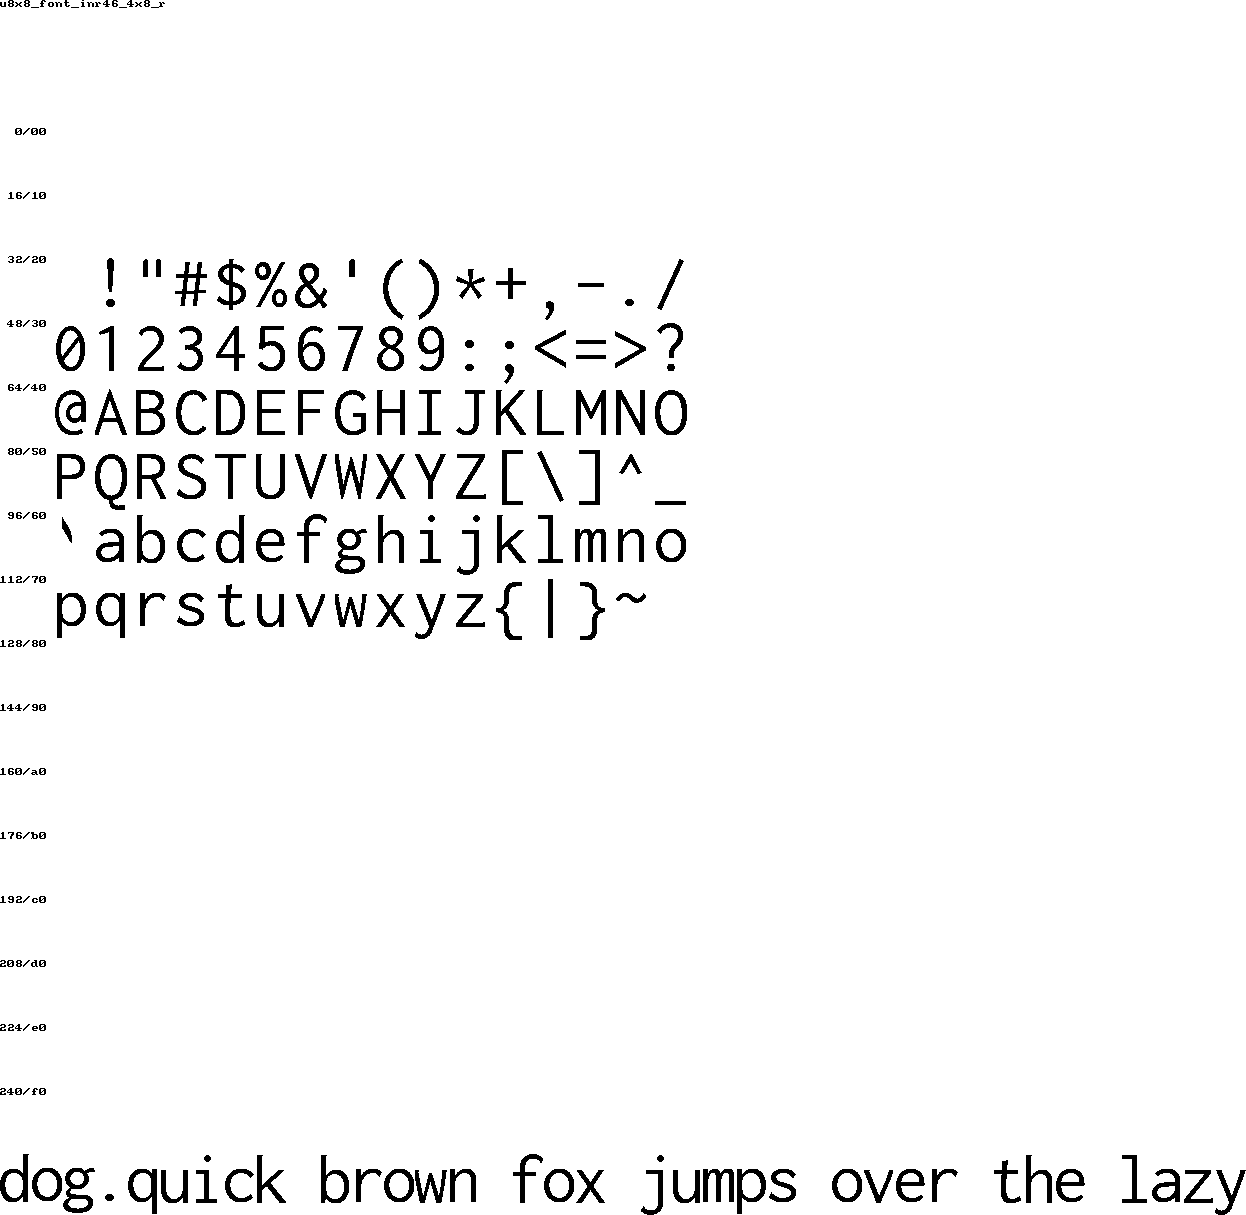 u8x8_font_inr46_4x8_r
0/00
16/10
32/20 !"#$%&'()*+,-./
48/30 0123456789:;<=>?
64/40 @ABCDEFGHIJKLMNO
80/50 PQRSTUVWXYZ[\]^_
96/60 `abcdefghijklmno
112/70 pqrstuvwxyz{|}~
128/80
144/90
160/a0
176/b0
192/c0
208/d0
224/e0
240/f0
dog.quick brown fox jumps over the lazy